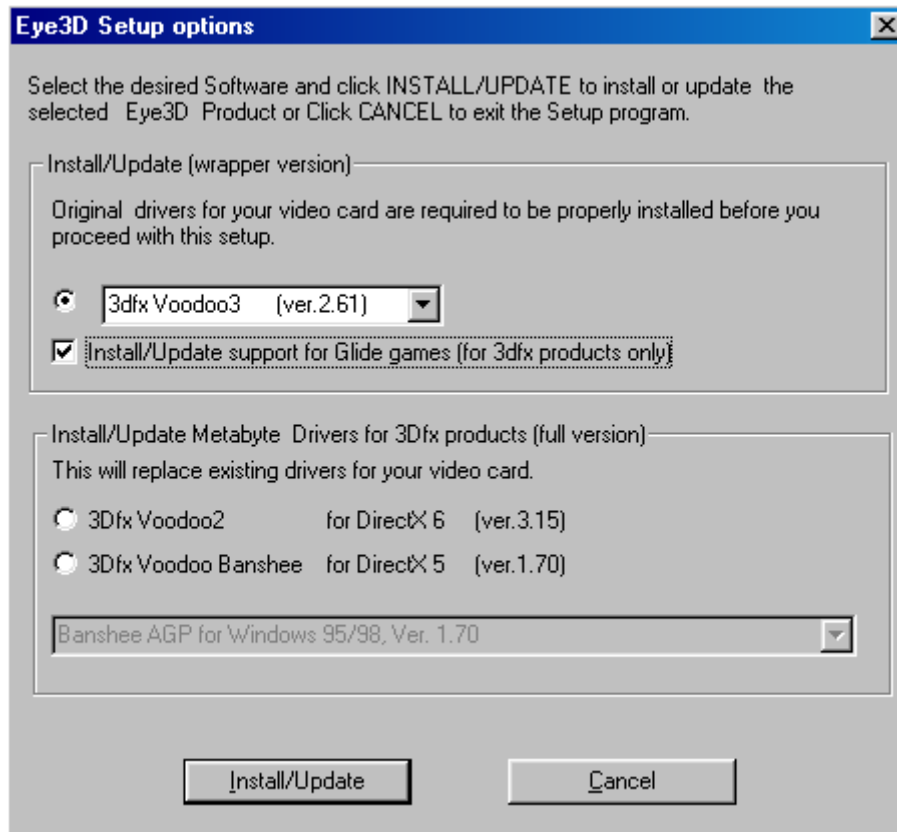 Eye3D Setup options
Select the desired Software and click INSTALL/UPDATE to install or update the
selected Eye3D Product or Click CANCEL to exit the Setup program.
Install/Update (wrapper version)
Original drivers for your video card are required to be properly installed before you
proceed with this setup.
3dfx Voodoo3 (ver.2.61)
Install/Update support for Glide games (for 3dfx products only)
Install/Update Metabyte Drivers for 3Dfx products (full version)
This will replace existing drivers for your video card.
3Dfx Voodoo2 for DirectX 6 (ver.3.15)
3Dfx Voodoo Banshee for DirectX 5 (ver.1.70)
Banshee AGP for Windows 95/98, Ver. 1.70
Install/Update Cancel